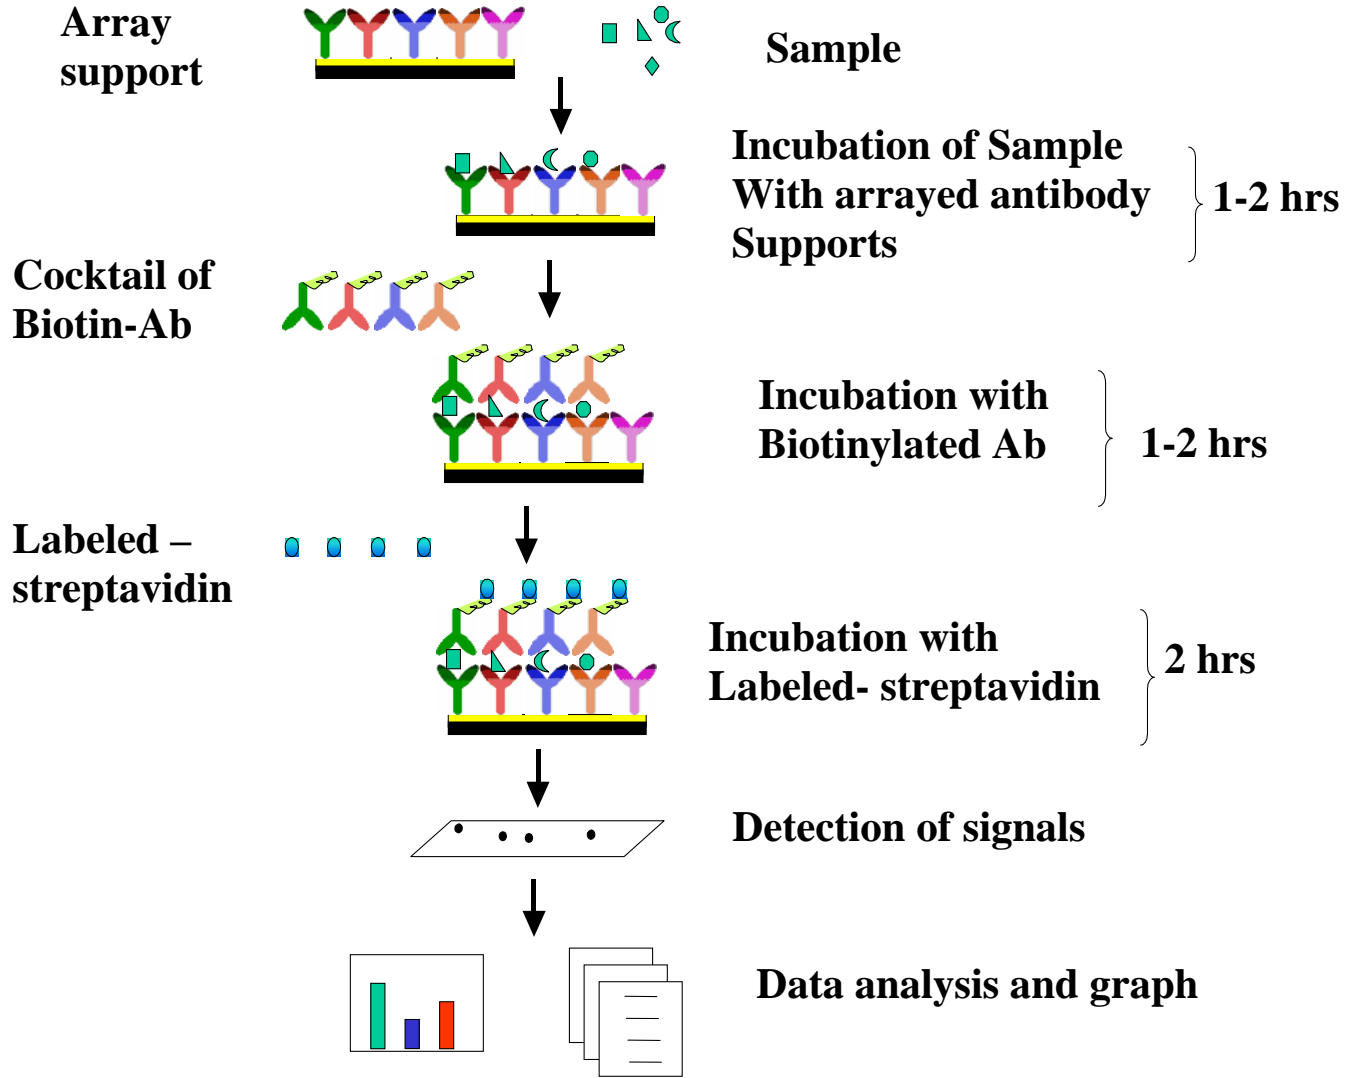 Array
support
Sample
Incubation of Sample
With arrayed antibody
Supports
1-2 hrs
Cocktail of
Biotin-Ab
Incubation with
Biotinylated Ab
1-2 hrs
Labeled –
streptavidin
Incubation with
Labeled- streptavidin
2 hrs
Detection of signals
Data analysis and graph